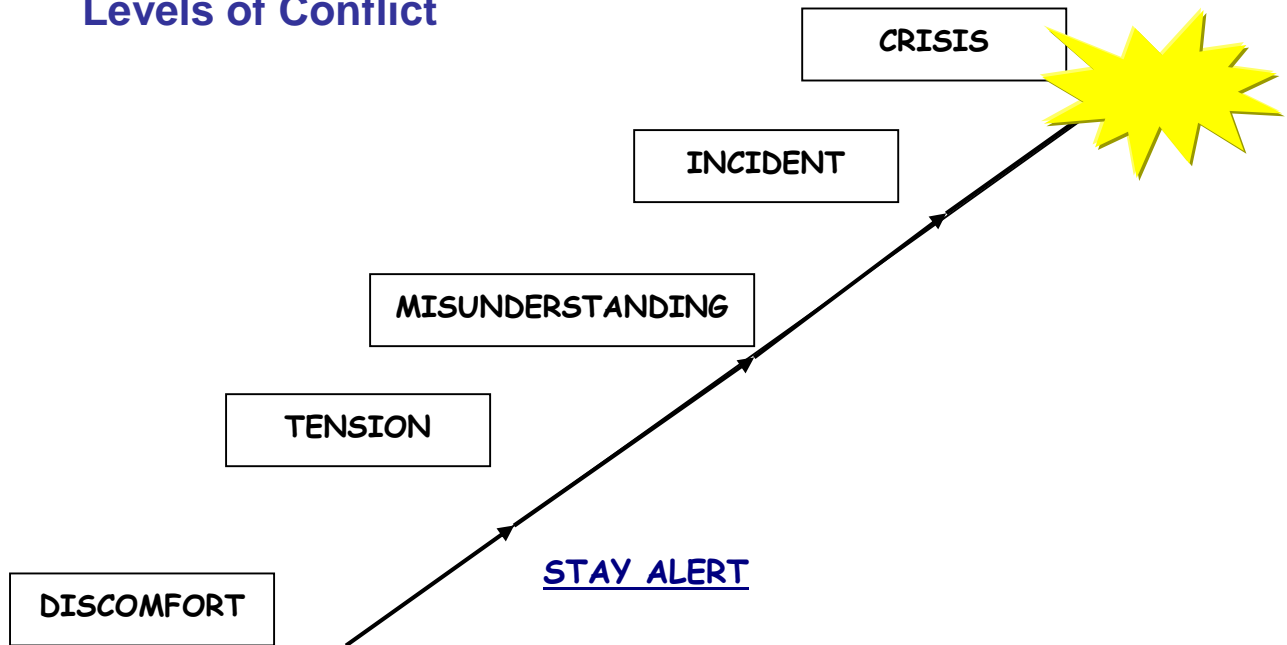 Levels of Conflict
CRISIS
INCIDENT
MISUNDERSTANDING
TENSION
STAY ALERT
DISCOMFORT